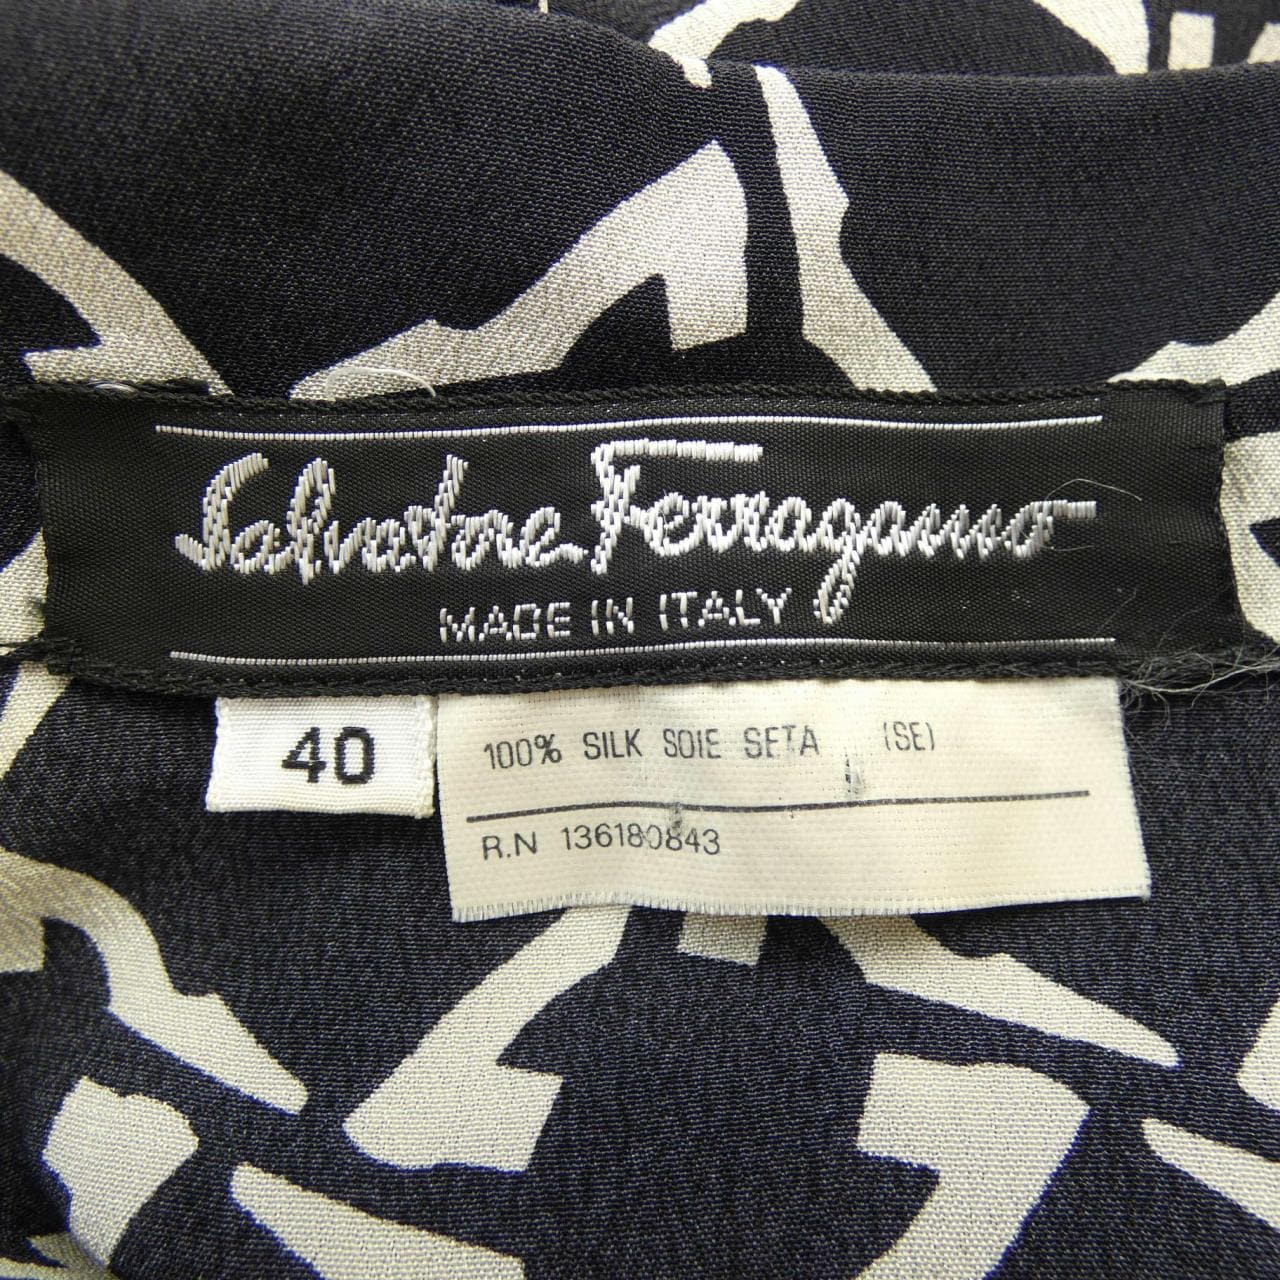 Salvatore Ferragamo
MADE IN ITALY
40
100% SILK SOIE SETA (SE)
R.N 136180843